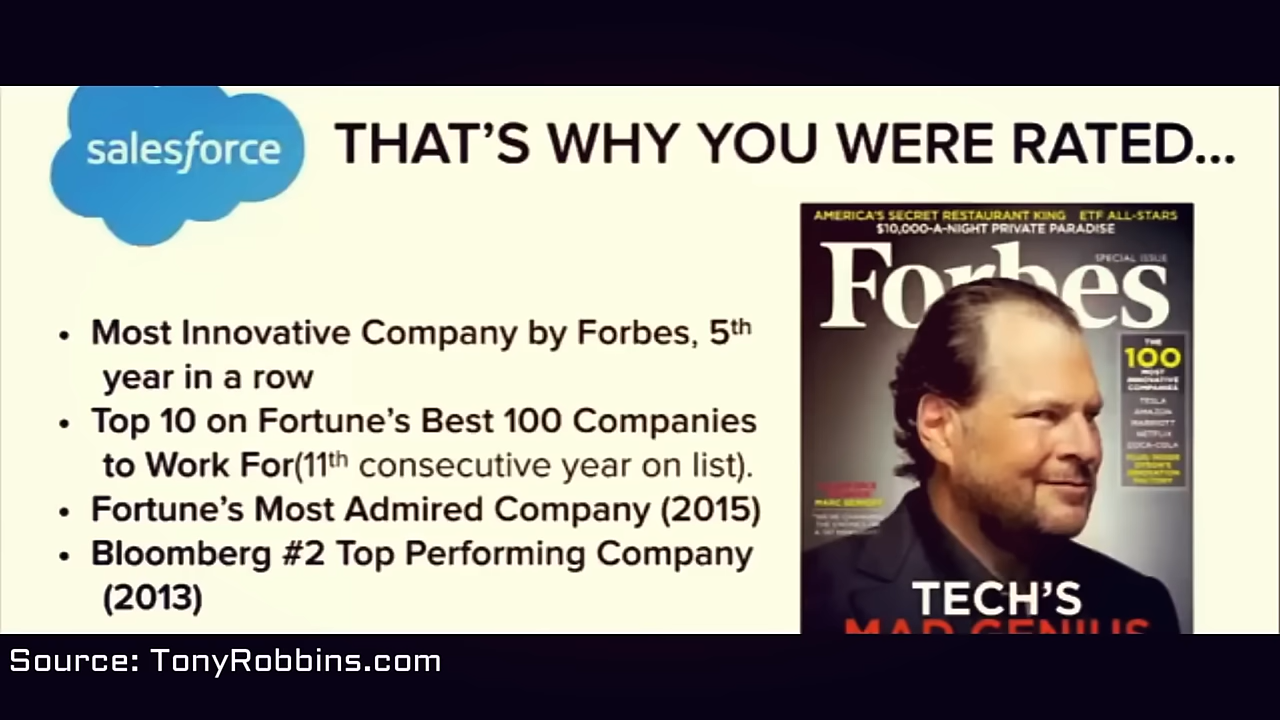 salesforce
THAT'S WHY YOU WERE RATED...
• Most Innovative Company by Forbes, 5th
year in a row
• Top 10 on Fortune's Best 100 Companies
to Work For(11th consecutive year on list).
• Fortune's Most Admired Company (2015)
• Bloomberg #2 Top Performing Company
(2013)
AMERICA'S SECRET RESTAURANT KING ETF ALL-STARS
$10,000-A-NIGHT PRIVATE PARADISE
Forbes
SPECIAL ISSUE
THE
100
MOST
INNOVATIVE
COMPANIES
TESLA
AMAZON
MARRIOTT
NETFLIX
COCA-COLA
MARC BENIOFF
TECH'S
MAD GENIUS
Source: TonyRobbins.com